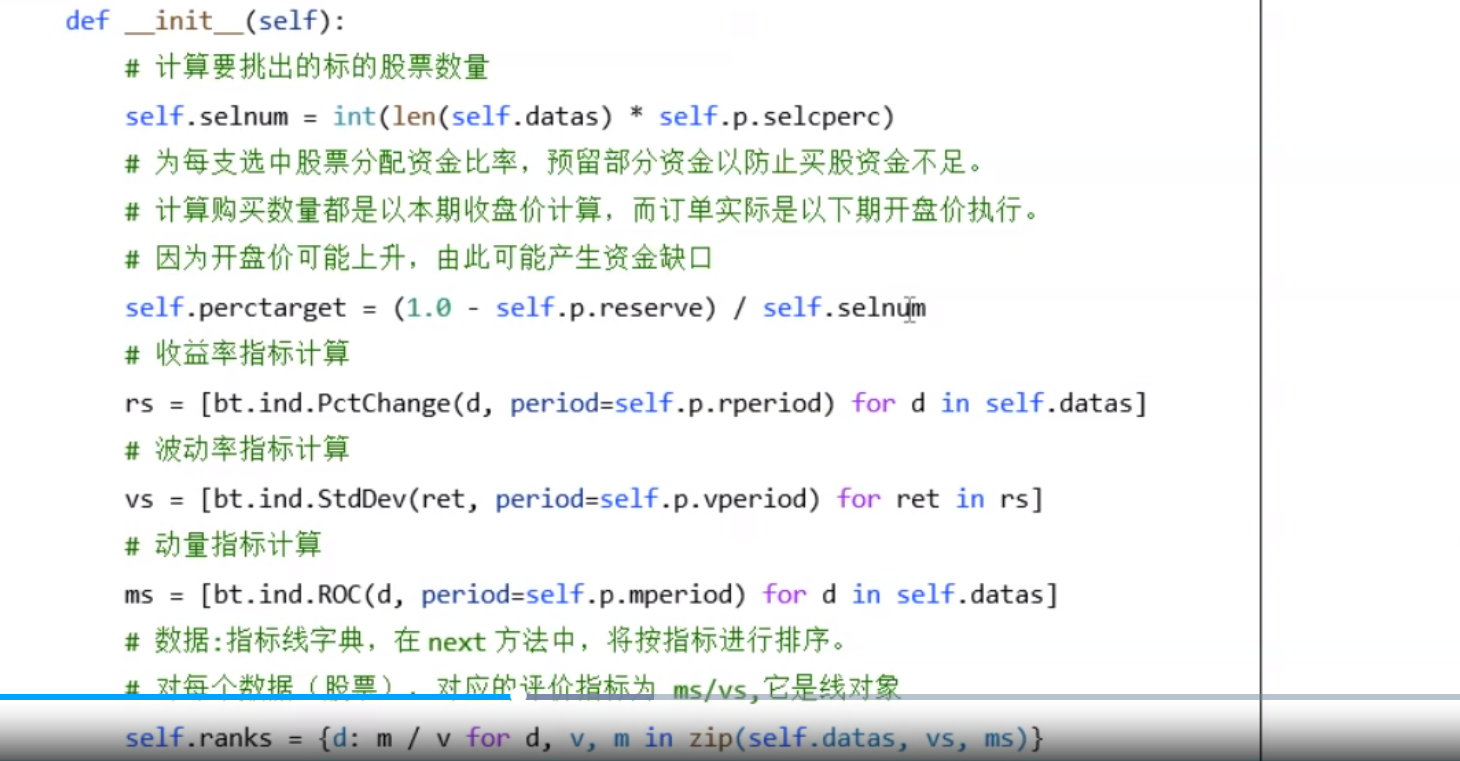 def __init__(self):
# 计算要挑出的标的股票数量
self.selnum = int(len(self.datas) * self.p.selcperc)
# 为每支选中股票分配资金比率，预留部分资金以防止买股资金不足。
# 计算购买数量都是以本期收盘价计算，而订单实际是以下期开盘价执行。
# 因为开盘价可能上升，由此可能产生资金缺口
self.perctarget = (1.0 - self.p.reserve) / self.selnum
# 收益率指标计算
rs = [bt.ind.PctChange(d, period=self.p.rperiod) for d in self.datas]
# 波动率指标计算
vs = [bt.ind.StdDev(ret, period=self.p.vperiod) for ret in rs]
# 动量指标计算
ms = [bt.ind.ROC(d, period=self.p.mperiod) for d in self.datas]
# 数据:指标线字典，在 next 方法中，将按指标进行排序。
# 对每个数据（股票），对应的评价指标为 ms/vs,它是线对象
self.ranks = {d: m / v for d, v, m in zip(self.datas, vs, ms)}